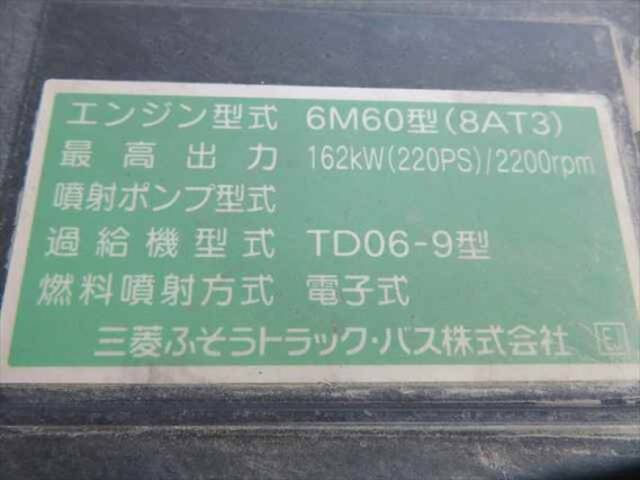 エンジン型式 6M60型(8AT3)
最高出力 162kW(220PS)/2200rpm
噴射ポンプ型式
過給機型式 TD06-9型
燃料噴射方式 電子式
三菱ふそうトラック・バス株式会社 EJ